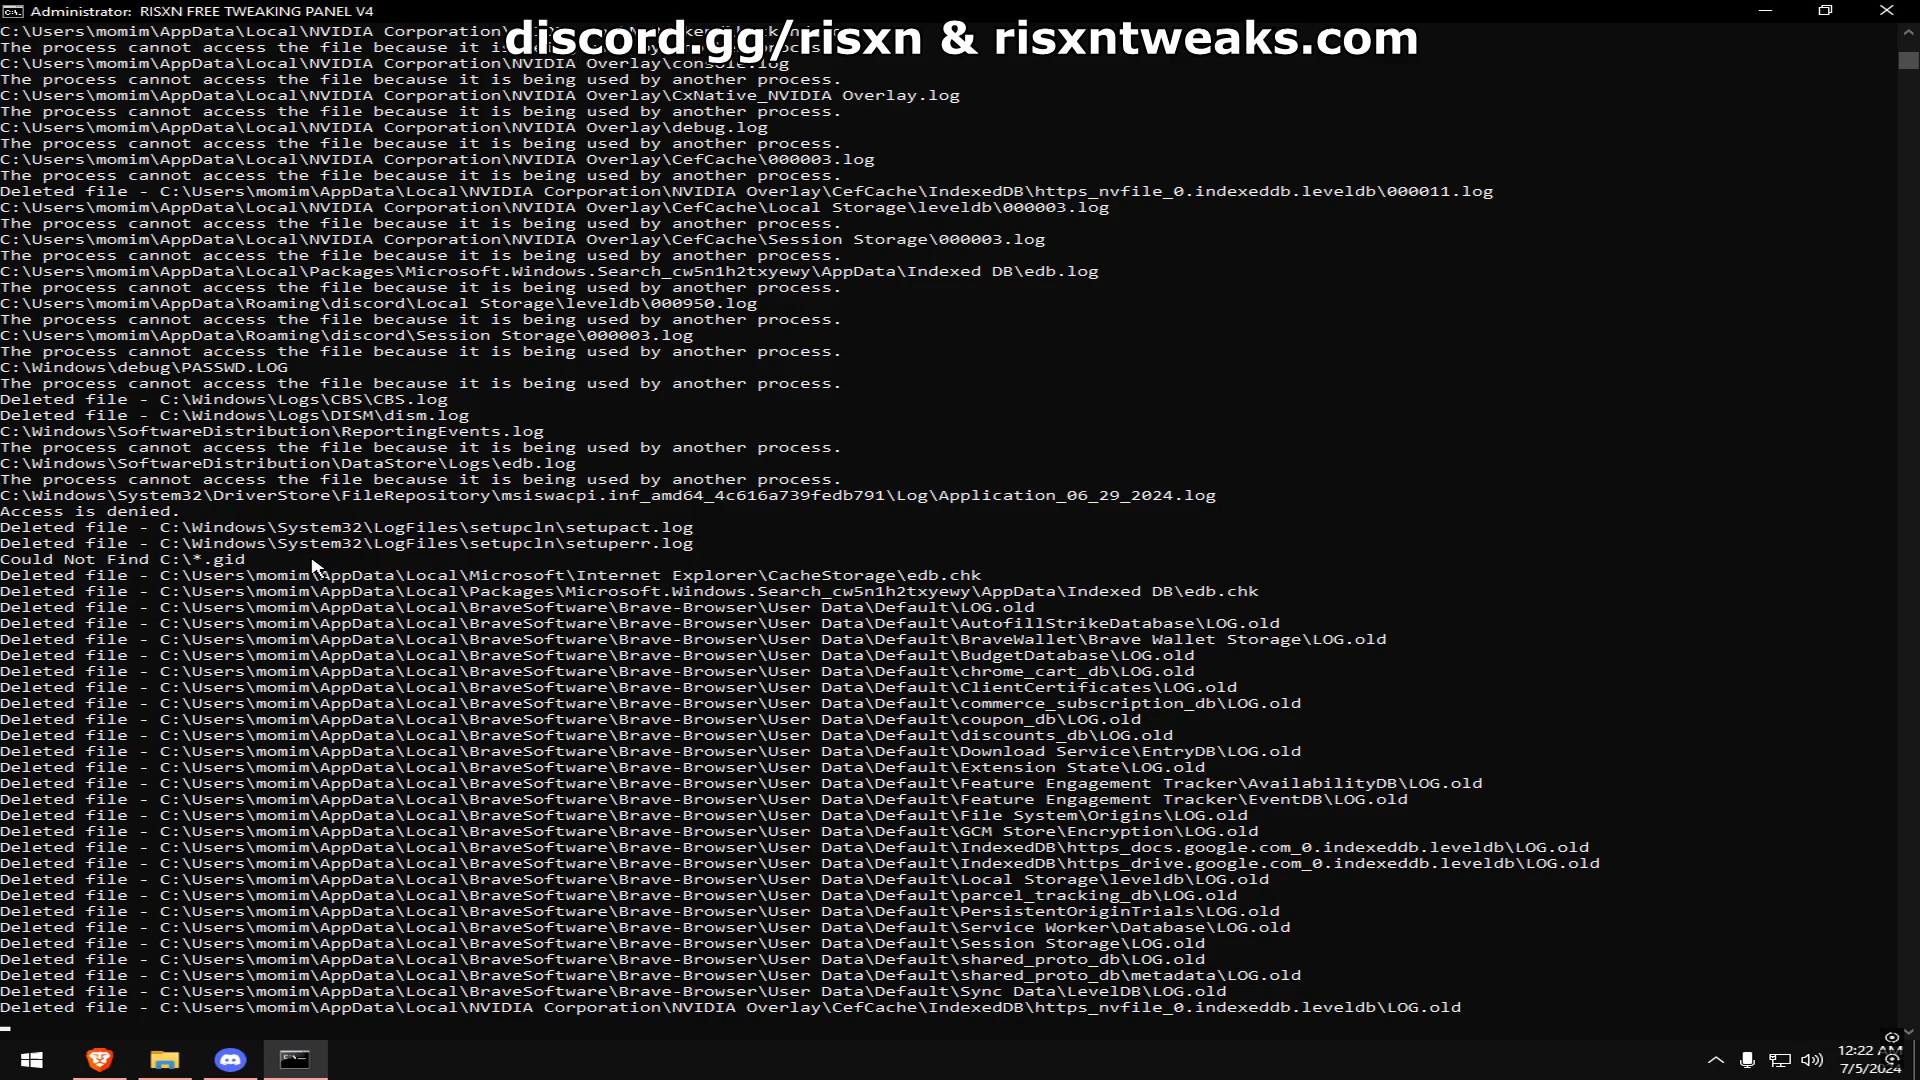 Administrator: RISXN FREE TWEAKING PANEL V4
discord.gg/risxn & risxntweaks.com
C:\Users\momim\AppData\Local\NVIDIA Corporation\NVIDIA
The process cannot access the file because it is being used by another process.
C:\Users\momim\AppData\Local\NVIDIA Corporation\NVIDIA Overlay\console.log
The process cannot access the file because it is being used by another process.
C:\Users\momim\AppData\Local\NVIDIA Corporation\NVIDIA Overlay\CxNative_NVIDIA Overlay.log
The process cannot access the file because it is being used by another process.
C:\Users\momim\AppData\Local\NVIDIA Corporation\NVIDIA Overlay\debug.log
The process cannot access the file because it is being used by another process.
C:\Users\momim\AppData\Local\NVIDIA Corporation\NVIDIA Overlay\CefCache\000003.log
The process cannot access the file because it is being used by another process.
Deleted file - C:\Users\momim\AppData\Local\NVIDIA Corporation\NVIDIA Overlay\CefCache\IndexedDB\https_nvfile_0.indexeddb.leveldb\000011.log
C:\Users\momim\AppData\Local\NVIDIA Corporation\NVIDIA Overlay\CefCache\Local Storage\leveldb\000003.log
The process cannot access the file because it is being used by another process.
C:\Users\momim\AppData\Local\NVIDIA Corporation\NVIDIA Overlay\CefCache\Session Storage\000003.log
The process cannot access the file because it is being used by another process.
C:\Users\momim\AppData\Local\Packages\Microsoft.Windows.Search_cw5n1h2txyewy\AppData\Indexed DB\edb.log
The process cannot access the file because it is being used by another process.
C:\Users\momim\AppData\Roaming\discord\Local Storage\leveldb\000950.log
The process cannot access the file because it is being used by another process.
C:\Users\momim\AppData\Roaming\discord\Session Storage\000003.log
The process cannot access the file because it is being used by another process.
C:\Windows\debug\PASSWD.LOG
The process cannot access the file because it is being used by another process.
Deleted file - C:\Windows\Logs\CBS\CBS.log
Deleted file - C:\Windows\Logs\DISM\dism.log
C:\Windows\SoftwareDistribution\ReportingEvents.log
The process cannot access the file because it is being used by another process.
C:\Windows\SoftwareDistribution\DataStore\Logs\edb.log
The process cannot access the file because it is being used by another process.
C:\Windows\System32\DriverStore\FileRepository\msiswacpi.inf_amd64_4c616a739fedb791\Log\Application_06_29_2024.log
Access is denied.
Deleted file - C:\Windows\System32\LogFiles\setupcln\setupact.log
Deleted file - C:\Windows\System32\LogFiles\setupcln\setuperr.log
Could Not Find C:\*.gid
Deleted file - C:\Users\momim\AppData\Local\Microsoft\Internet Explorer\CacheStorage\edb.chk
Deleted file - C:\Users\momim\AppData\Local\Packages\Microsoft.Windows.Search_cw5n1h2txyewy\AppData\Indexed DB\edb.chk
Deleted file - C:\Users\momim\AppData\Local\BraveSoftware\Brave-Browser\User Data\Default\LOG.old
Deleted file - C:\Users\momim\AppData\Local\BraveSoftware\Brave-Browser\User Data\Default\AutofillStrikeDatabase\LOG.old
Deleted file - C:\Users\momim\AppData\Local\BraveSoftware\Brave-Browser\User Data\Default\BraveWallet\Brave Wallet Storage\LOG.old
Deleted file - C:\Users\momim\AppData\Local\BraveSoftware\Brave-Browser\User Data\Default\BudgetDatabase\LOG.old
Deleted file - C:\Users\momim\AppData\Local\BraveSoftware\Brave-Browser\User Data\Default\chrome_cart_db\LOG.old
Deleted file - C:\Users\momim\AppData\Local\BraveSoftware\Brave-Browser\User Data\Default\ClientCertificates\LOG.old
Deleted file - C:\Users\momim\AppData\Local\BraveSoftware\Brave-Browser\User Data\Default\commerce_subscription_db\LOG.old
Deleted file - C:\Users\momim\AppData\Local\BraveSoftware\Brave-Browser\User Data\Default\coupon_db\LOG.old
Deleted file - C:\Users\momim\AppData\Local\BraveSoftware\Brave-Browser\User Data\Default\discounts_db\LOG.old
Deleted file - C:\Users\momim\AppData\Local\BraveSoftware\Brave-Browser\User Data\Default\Download Service\EntryDB\LOG.old
Deleted file - C:\Users\momim\AppData\Local\BraveSoftware\Brave-Browser\User Data\Default\Extension State\LOG.old
Deleted file - C:\Users\momim\AppData\Local\BraveSoftware\Brave-Browser\User Data\Default\Feature Engagement Tracker\AvailabilityDB\LOG.old
Deleted file - C:\Users\momim\AppData\Local\BraveSoftware\Brave-Browser\User Data\Default\Feature Engagement Tracker\EventDB\LOG.old
Deleted file - C:\Users\momim\AppData\Local\BraveSoftware\Brave-Browser\User Data\Default\File System\Origins\LOG.old
Deleted file - C:\Users\momim\AppData\Local\BraveSoftware\Brave-Browser\User Data\Default\GCM Store\Encryption\LOG.old
Deleted file - C:\Users\momim\AppData\Local\BraveSoftware\Brave-Browser\User Data\Default\IndexedDB\https_docs.google.com_0.indexeddb.leveldb\LOG.old
Deleted file - C:\Users\momim\AppData\Local\BraveSoftware\Brave-Browser\User Data\Default\IndexedDB\https_drive.google.com_0.indexeddb.leveldb\LOG.old
Deleted file - C:\Users\momim\AppData\Local\BraveSoftware\Brave-Browser\User Data\Default\Local Storage\leveldb\LOG.old
Deleted file - C:\Users\momim\AppData\Local\BraveSoftware\Brave-Browser\User Data\Default\parcel_tracking_db\LOG.old
Deleted file - C:\Users\momim\AppData\Local\BraveSoftware\Brave-Browser\User Data\Default\PersistentOriginTrials\LOG.old
Deleted file - C:\Users\momim\AppData\Local\BraveSoftware\Brave-Browser\User Data\Default\Service Worker\Database\LOG.old
Deleted file - C:\Users\momim\AppData\Local\BraveSoftware\Brave-Browser\User Data\Default\Session Storage\LOG.old
Deleted file - C:\Users\momim\AppData\Local\BraveSoftware\Brave-Browser\User Data\Default\shared_proto_db\LOG.old
Deleted file - C:\Users\momim\AppData\Local\BraveSoftware\Brave-Browser\User Data\Default\shared_proto_db\metadata\LOG.old
Deleted file - C:\Users\momim\AppData\Local\BraveSoftware\Brave-Browser\User Data\Default\Sync Data\LevelDB\LOG.old
Deleted file - C:\Users\momim\AppData\Local\NVIDIA Corporation\NVIDIA Overlay\CefCache\IndexedDB\https_nvfile_0.indexeddb.leveldb\LOG.old
12:22 AM
7/5/2024